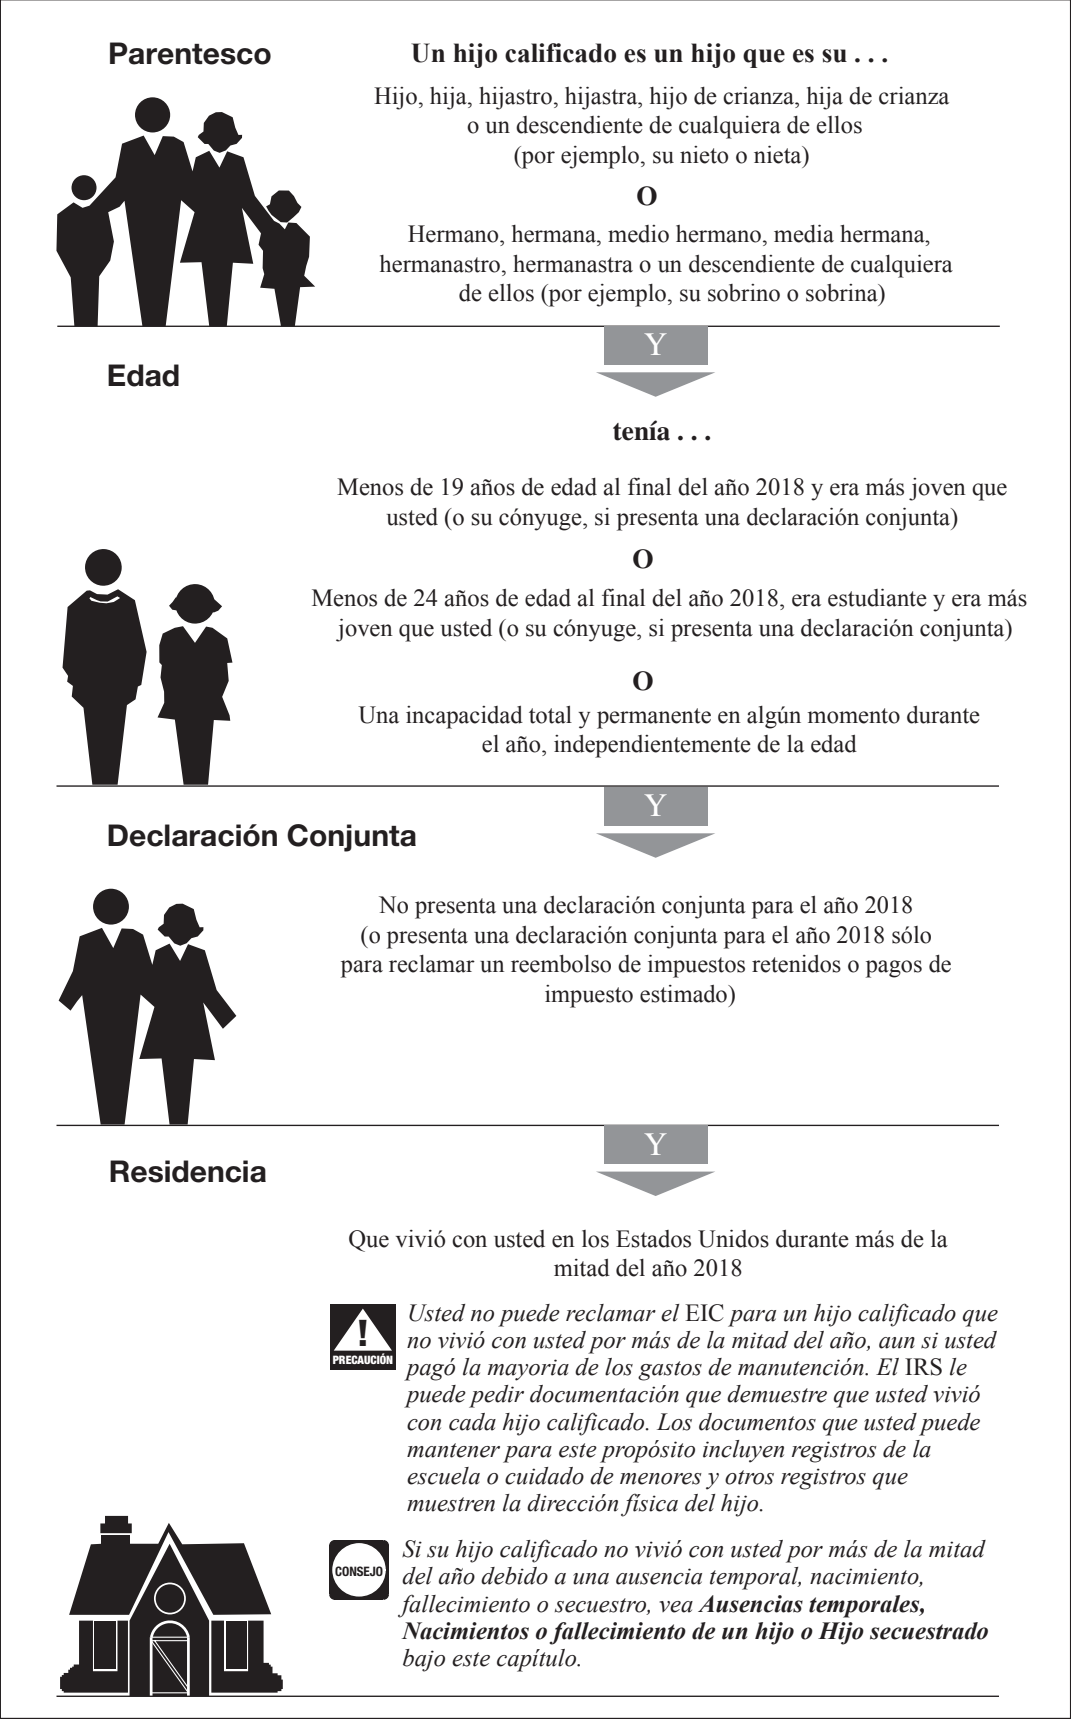 Parentesco
Un hijo calificado es un hijo que es su . . .
Hijo, hija, hijastro, hijastra, hijo de crianza, hija de crianza
o un descendiente de cualquiera de ellos
(por ejemplo, su nieto o nieta)
O
Hermano, hermana, medio hermano, media hermana,
hermanastro, hermanastra o un descendiente de cualquiera
de ellos (por ejemplo, su sobrino o sobrina)
Y
Edad
tenía . . .
Menos de 19 años de edad al final del año 2018 y era más joven que
usted (o su cónyuge, si presenta una declaración conjunta)
O
Menos de 24 años de edad al final del año 2018, era estudiante y era más
joven que usted (o su cónyuge, si presenta una declaración conjunta)
O
Una incapacidad total y permanente en algún momento durante
el año, independientemente de la edad
Y
Declaración Conjunta
No presenta una declaración conjunta para el año 2018
(o presenta una declaración conjunta para el año 2018 sólo
para reclamar un reembolso de impuestos retenidos o pagos de
impuesto estimado)
Y
Residencia
Que vivió con usted en los Estados Unidos durante más de la
mitad del año 2018
!
PRECAUCIÓN
Usted no puede reclamar el EIC para un hijo calificado que
no vivió con usted por más de la mitad del año, aun si usted
pagó la mayoria de los gastos de manutención. El IRS le
puede pedir documentación que demuestre que usted vivió
con cada hijo calificado. Los documentos que usted puede
mantener para este propósito incluyen registros de la
escuela o cuidado de menores y otros registros que
muestren la dirección física del hijo.
CONSEJO
Si su hijo calificado no vivió con usted por más de la mitad
del año debido a una ausencia temporal, nacimiento,
fallecimiento o secuestro, vea Ausencias temporales,
Nacimientos o fallecimiento de un hijo o Hijo secuestrado
bajo este capítulo.